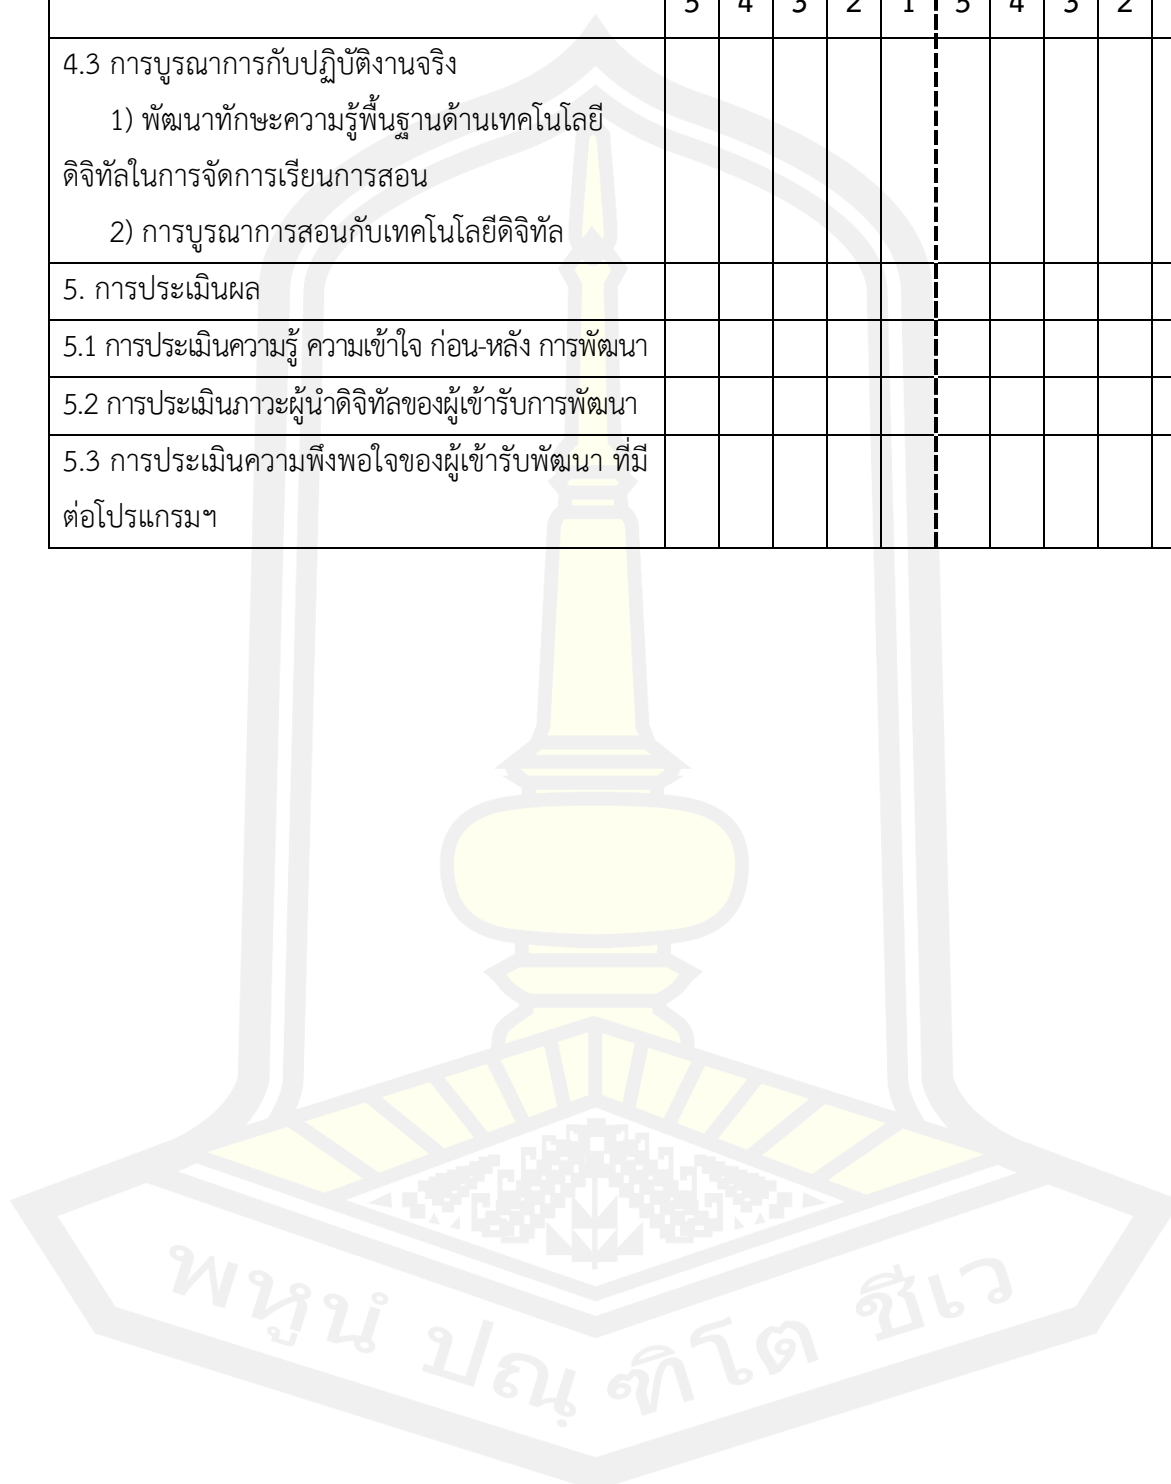 5 4 3 2 1 5 4 3 2
4.3 การบูรณาการกับปฏิบัติงานจริง
1) พัฒนาทักษะความรู้พื้นฐานด้านเทคโนโลยี
ดิจิทัลในการจัดการเรียนการสอน
2) การบูรณาการสอนกับเทคโนโลยีดิจิทัล
5. การประเมินผล
5.1 การประเมินความรู้ ความเข้าใจ ก่อน-หลัง การพัฒนา
5.2 การประเมินภาวะผู้นำดิจิทัลของผู้เข้ารับการพัฒนา
5.3 การประเมินความพึงพอใจของผู้เข้ารับพัฒนา ที่มี
ต่อโปรแกรมฯ
พหูนํ ปณฺฑิโต ชีเว